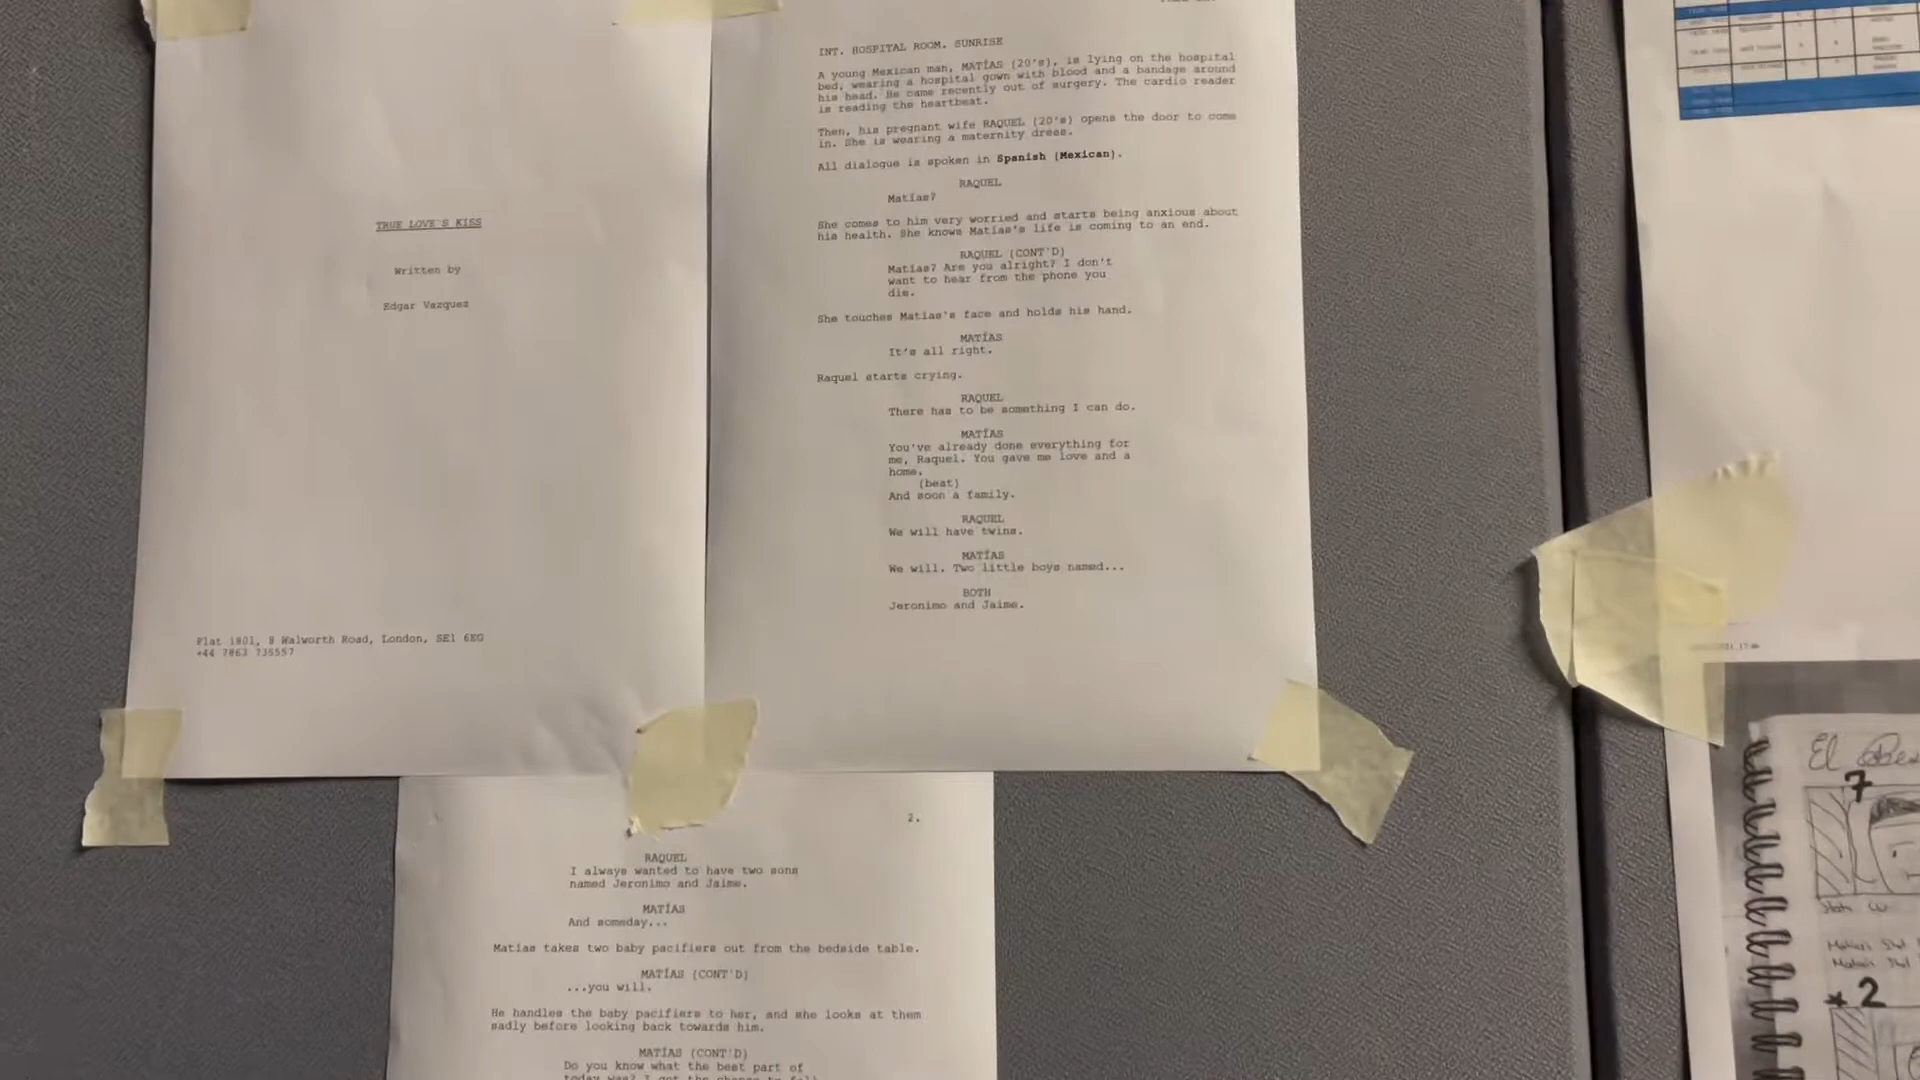 TRUE LOVE'S KISS
Written by
Edgar Vazquez
Flat 1801, 8 Walworth Road, London, SE1 6EG
+44 7863 735557
INT. HOSPITAL ROOM. SUNRISE
A young Mexican man, MATÍAS (20's), is lying on the hospital
bed, wearing a hospital gown with blood and a bandage around
his head. He came recently out of surgery. The cardio reader
is reading the heartbeat.
Then, his pregnant wife RAQUEL (20's) opens the door to come
in. She is wearing a maternity dress.
All dialogue is spoken in Spanish (Mexican).
RAQUEL
Matías?
She comes to him very worried and starts being anxious about
his health. She knows Matías's life is coming to an end.
RAQUEL (CONT'D)
Matías? Are you alright? I don't
want to hear from the phone you
die.
She touches Matías's face and holds his hand.
MATÍAS
It's all right.
Raquel starts crying.
RAQUEL
There has to be something I can do.
MATÍAS
You've already done everything for
me, Raquel. You gave me love and a
home.
(beat)
And soon a family.
RAQUEL
We will have twins.
MATÍAS
We will. Two little boys named...
BOTH
Jeronimo and Jaime.
2.
RAQUEL
I always wanted to have two sons
named Jeronimo and Jaime.
MATÍAS
And someday...
Matías takes two baby pacifiers out from the bedside table.
MATÍAS (CONT'D)
...you will.
He handles the baby pacifiers to her, and she looks at them
sadly before looking back towards him.
MATÍAS (CONT'D)
Do you know what the best part of
today was? I got the chance to fall
El
7
2